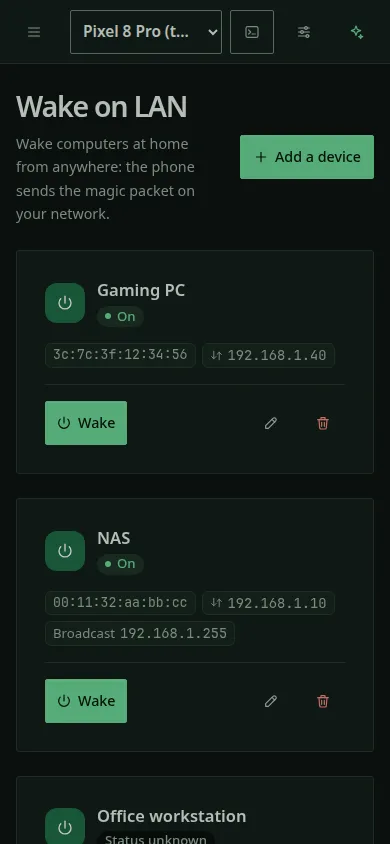 Pixel 8 Pro (t...
Wake on LAN
Wake computers at home
from anywhere: the phone
sends the magic packet on
your network.
Add a device
Gaming PC
On
3c:7c:3f:12:34:56
192.168.1.40
Wake
NAS
On
00:11:32:aa:bb:cc
192.168.1.10
Broadcast 192.168.1.255
Wake
Office workstation
Status unknown